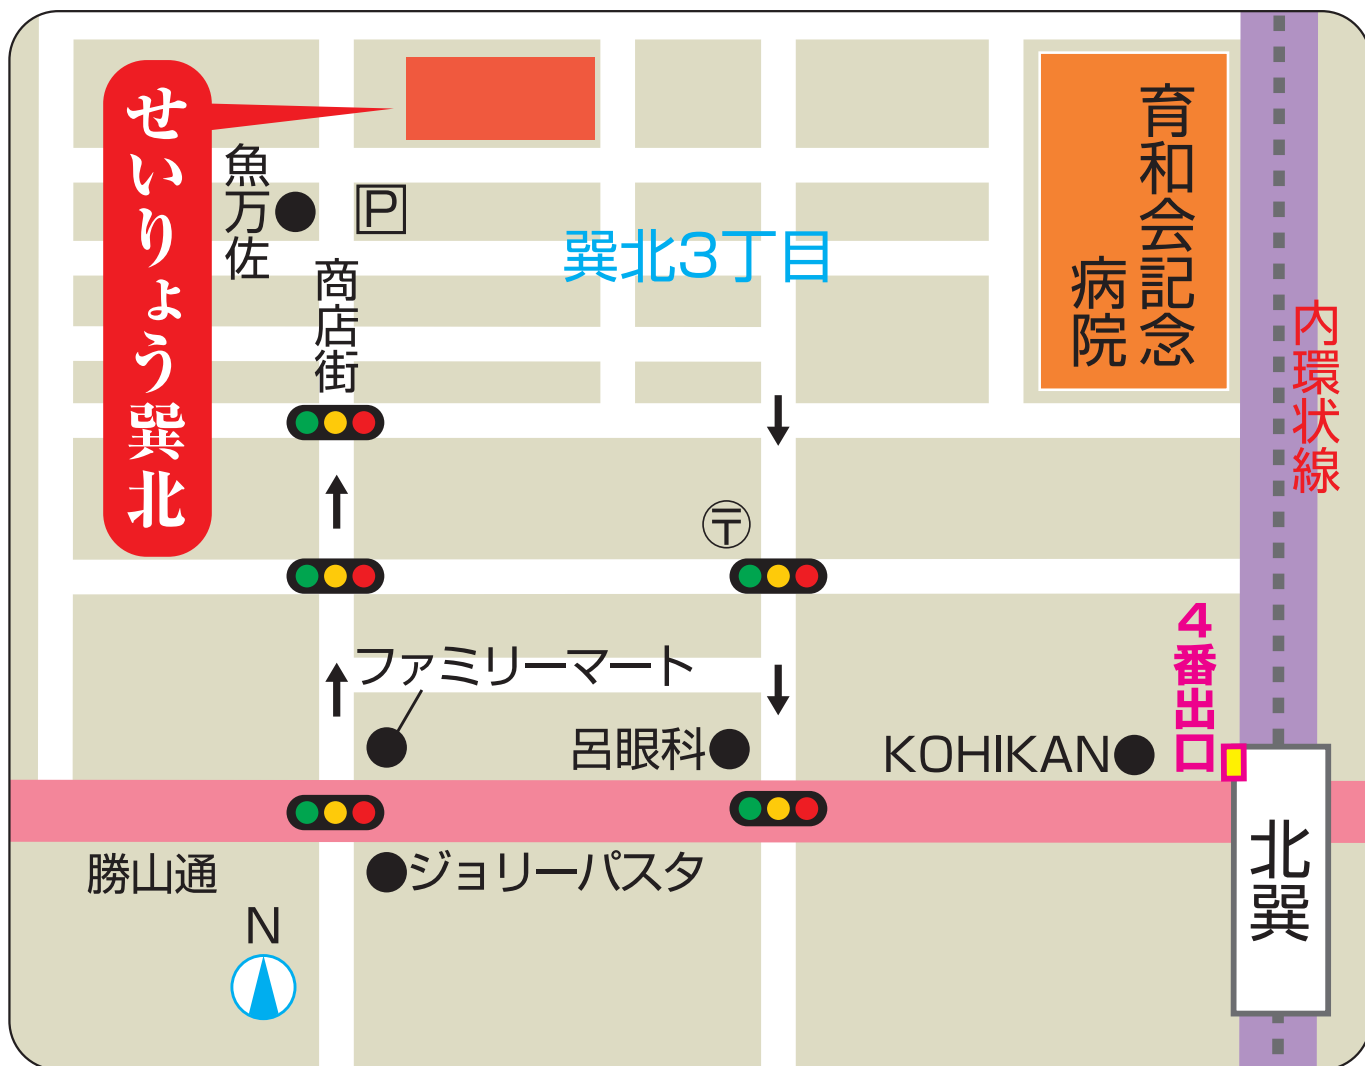 せいりょう巽北
魚万佐
P
商店街
巽北3丁目
育和会記念
病院
内環状線
〒
ファミリーマート
呂眼科
KOHIKAN
4番出口
北巽
勝山通
ジョリーパスタ
N